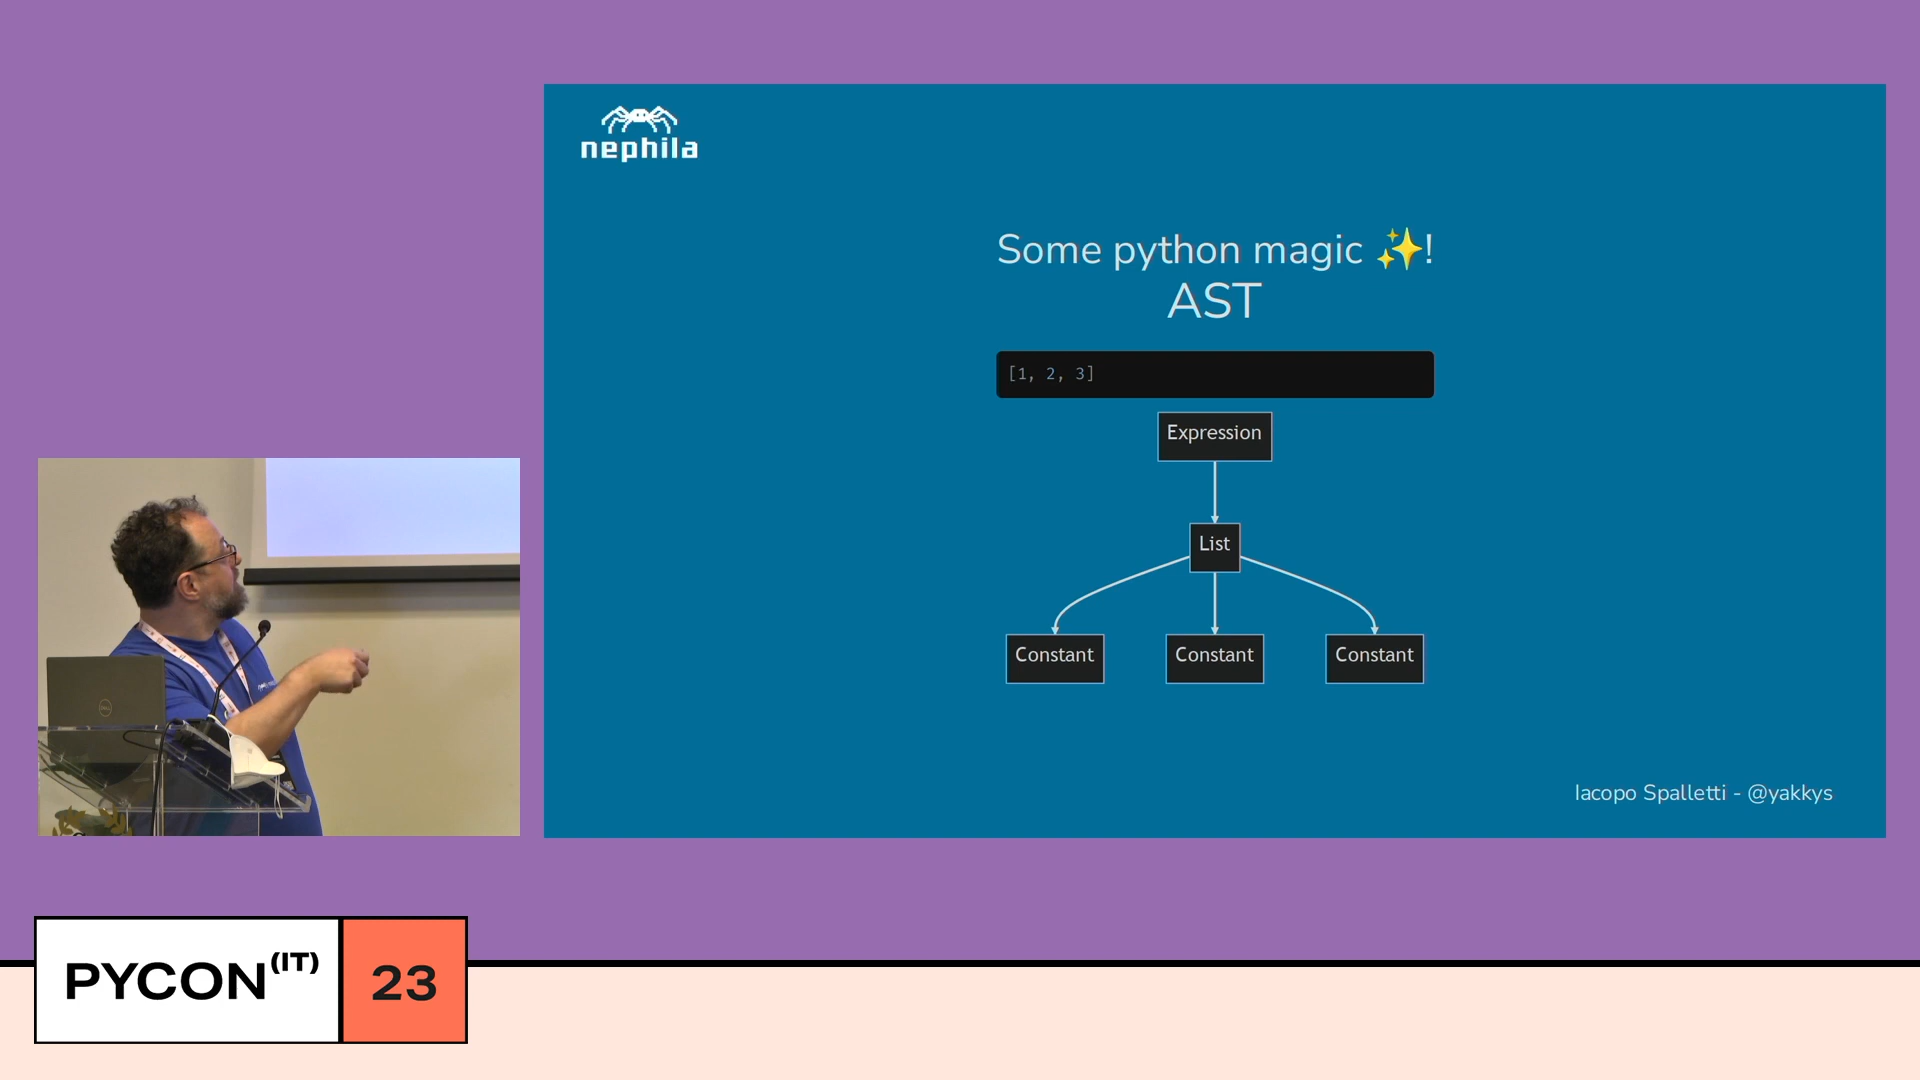 nephila
Some python magic ✨!
AST
[1, 2, 3]
Expression
List
Constant Constant Constant
Iacopo Spalletti - @yakkys
PYCON(IT) 23